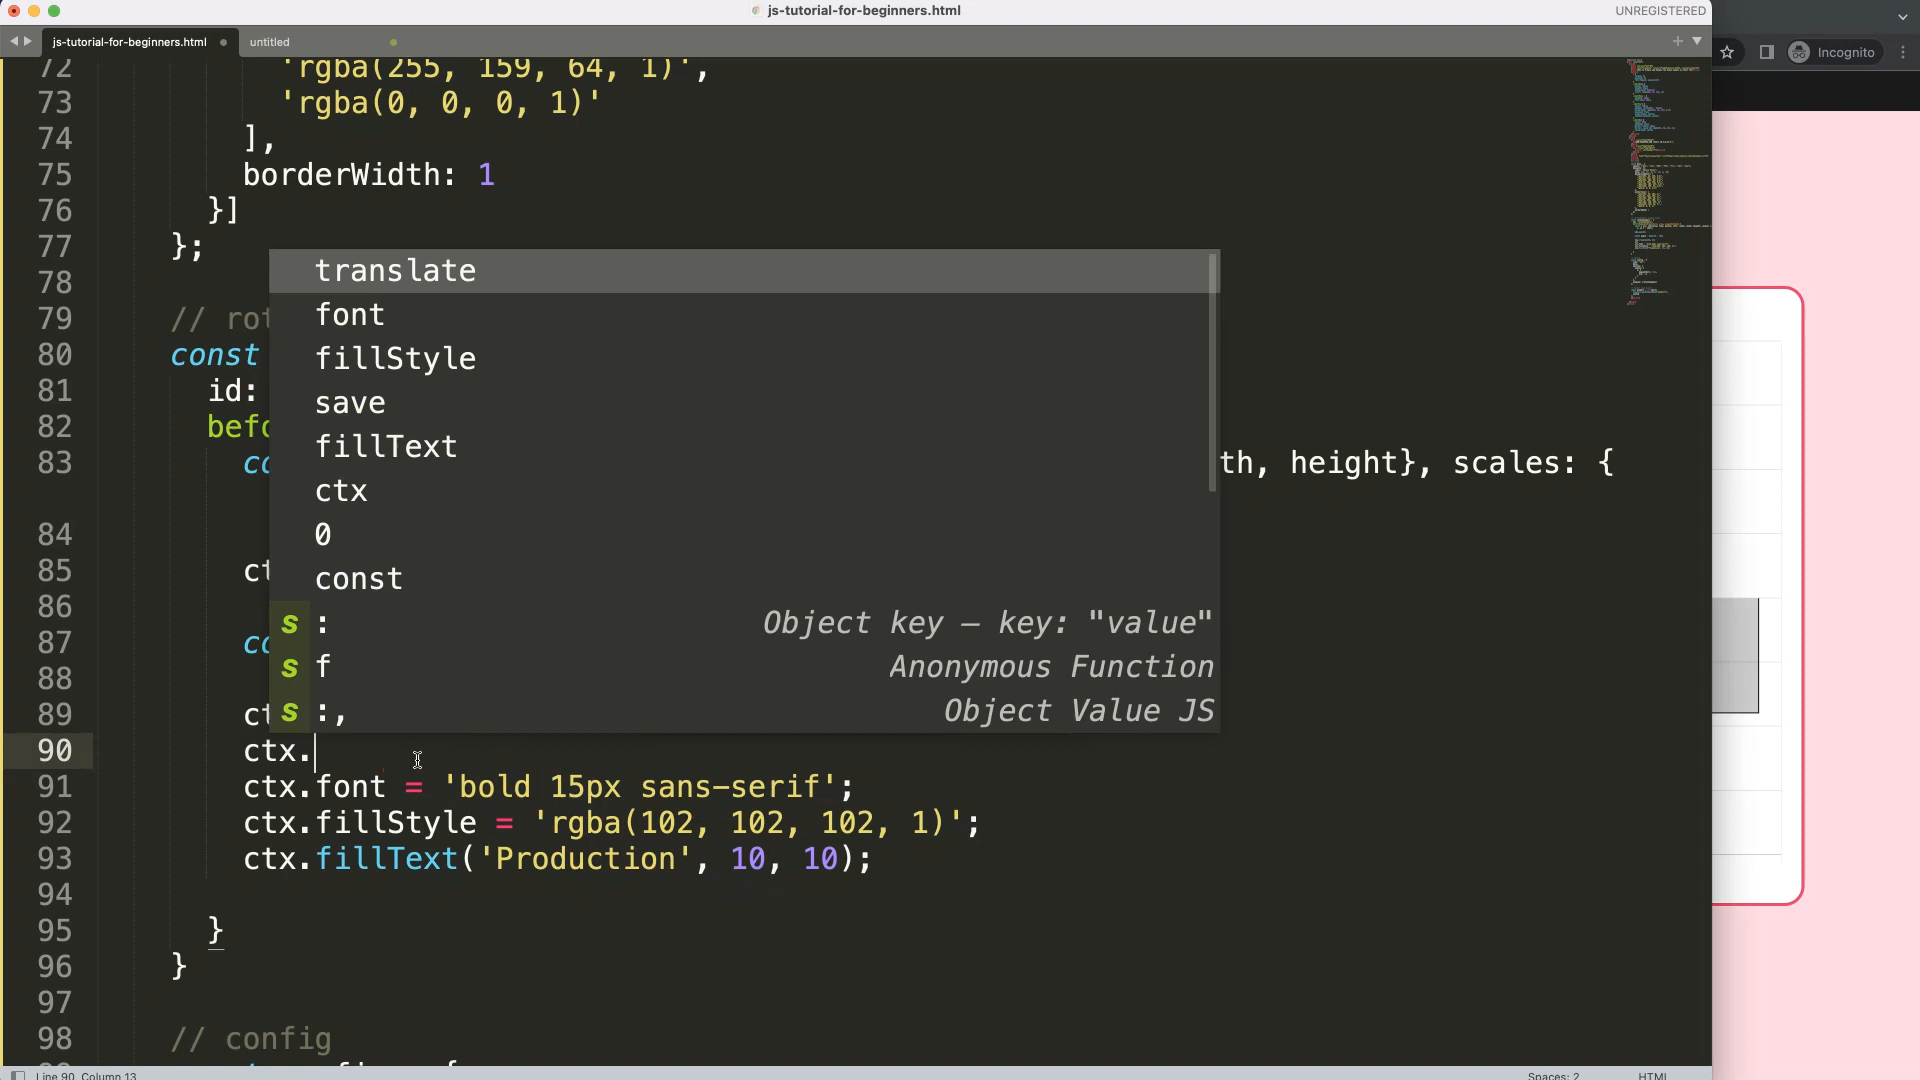 js-tutorial-for-beginners.html
UNREGISTERED
js-tutorial-for-beginners.html
untitled
Incognito
72 'rgba(255, 159, 64, 1)',
73 'rgba(0, 0, 0, 1)'
74 ],
75 borderWidth: 1
76 }]
77 };
78
79 // rot
80 const
81 id:
82 befo
83 co th, height}, scales: {
84
85 ct
86
87 co
88
89 ct
translate
font
fillStyle
save
fillText
ctx
0
const
s : Object key — key: "value"
s f Anonymous Function
s :, Object Value JS
90 ctx.
91 ctx.font = 'bold 15px sans-serif';
92 ctx.fillStyle = 'rgba(102, 102, 102, 1)';
93 ctx.fillText('Production', 10, 10);
94
95 }
96 }
97
98 // config
Line 90, Column 13
Spaces: 2
HTML